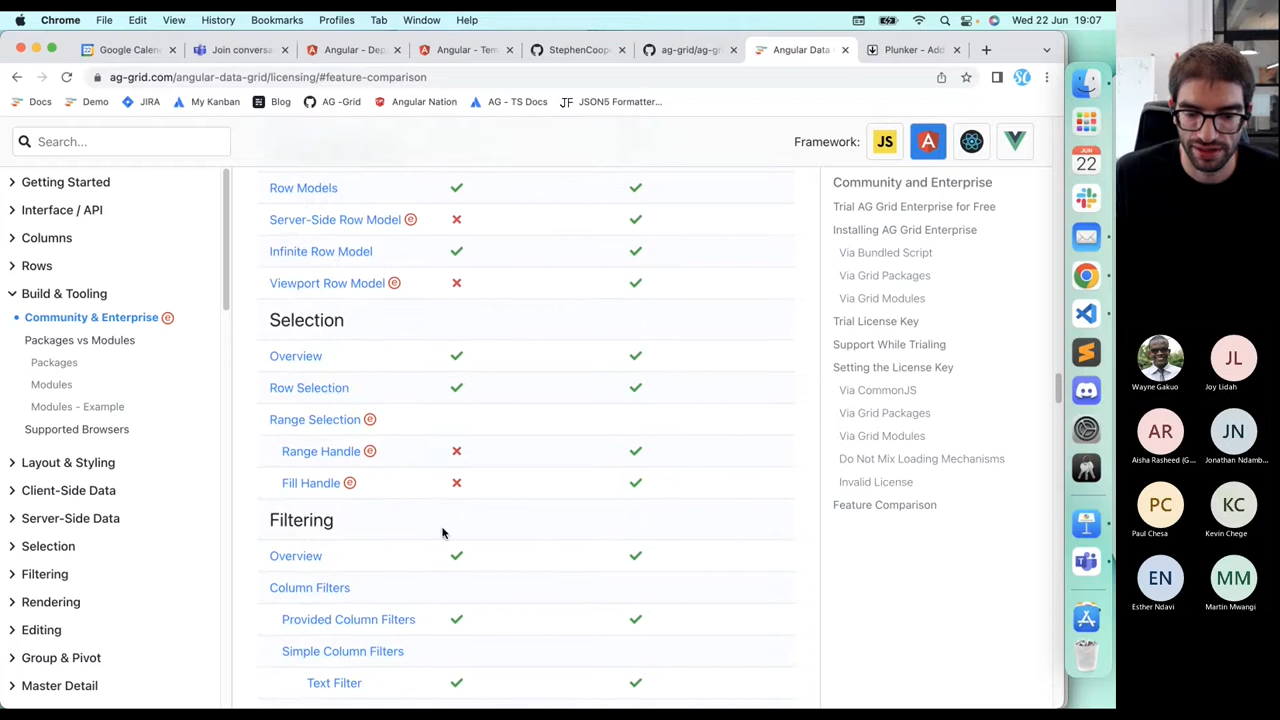 Chrome File Edit View History Bookmarks Profiles Tab Window Help Wed 22 Jun 19:07
Google Calen Join conversa Angular - Dep Angular - Tem StephenCoope ag-grid/ag-gr Angular Data Plunker - Add
ag-grid.com/angular-data-grid/licensing/#feature-comparison
Docs Demo JIRA My Kanban Blog AG -Grid Angular Nation AG - TS Docs JF JSON5 Formatter...
Search... Framework: JS
JUN
22
Getting Started
Interface / API
Columns
Rows
Build & Tooling
Community & Enterprise e
Packages vs Modules
Packages
Modules
Modules - Example
Supported Browsers
Layout & Styling
Client-Side Data
Server-Side Data
Selection
Filtering
Rendering
Editing
Group & Pivot
Master Detail
Row Models
Server-Side Row Model e
Infinite Row Model
Viewport Row Model e
Selection
Overview
Row Selection
Range Selection e
Range Handle e
Fill Handle e
Filtering
Overview
Column Filters
Provided Column Filters
Simple Column Filters
Text Filter
Community and Enterprise
Trial AG Grid Enterprise for Free
Installing AG Grid Enterprise
Via Bundled Script
Via Grid Packages
Via Grid Modules
Trial License Key
Support While Trialing
Setting the License Key
Via CommonJS
Via Grid Packages
Via Grid Modules
Do Not Mix Loading Mechanisms
Invalid License
Feature Comparison
JL
Wayne Gakuo Joy Lidah
AR JN
Aisha Rasheed (G... Jonathan Ndamb...
PC KC
Paul Chesa Kevin Chege
EN MM
Esther Ndavi Martin Mwangi